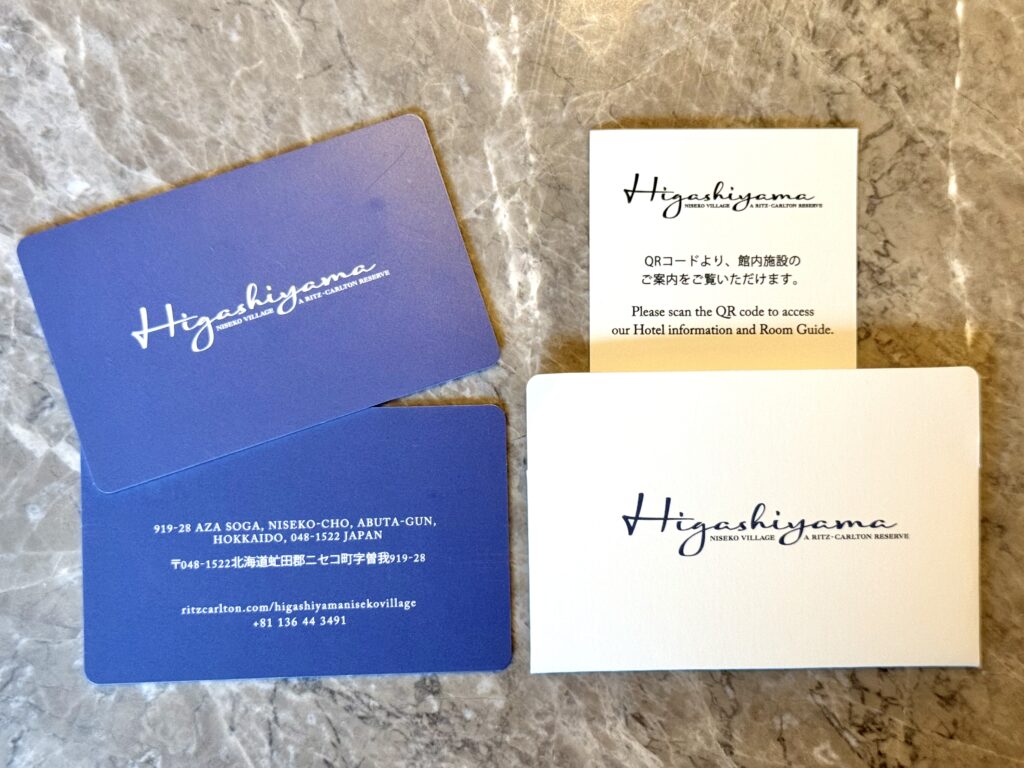 Higashiyama
NISEKO VILLAGE A RITZ-CARLTON RESERVE
919-28 AZA SOGA, NISEKO-CHO, ABUTA-GUN,
HOKKAIDO, 048-1522 JAPAN
〒048-1522北海道虻田郡ニセコ町字曽我919-28
ritzcarlton.com/higashiyamanisekovillage
+81 136 44 3491
Higashiyama
NISEKO VILLAGE A RITZ-CARLTON RESERVE
QRコードより、館内施設の
ご案内をご覧いただけます。
Please scan the QR code to access
our Hotel information and Room Guide.
Higashiyama
NISEKO VILLAGE A RITZ-CARLTON RESERVE